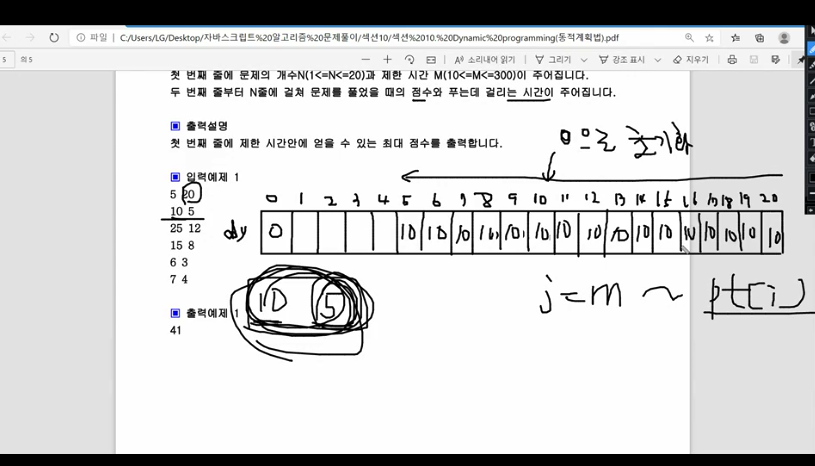 파일 | C:/Users/LG/Desktop/자바스크립트%20알고리즘%20문제풀이/섹션10/섹션%2010.%20Dynamic%20programming(동적계획법).pdf
5 의 5 소리내어 읽기 그리기 강조 표시 지우기
첫 번째 줄에 문제의 개수N(1<=N<=20)과 제한 시간 M(10<=M<=300)이 주어집니다.
두 번째 줄부터 N줄에 걸쳐 문제를 풀었을 때의 점수와 푸는데 걸리는 시간이 주어집니다.
출력설명
첫 번째 줄에 제한 시간안에 얻을 수 있는 최대 점수를 출력합니다.
0으로 초기화
입력예제 1
5 20
10 5
25 12
15 8
6 3
7 4
0 1 2 3 4 5 6 7 8 9 10 11 12 13 14 15 16 17 18 19 20
dy 0 10 10 10 10 10 10 10 10 10 10 10 10 10 10 10 10
10 5
j=m ~ pt(i)
출력예제 1
41